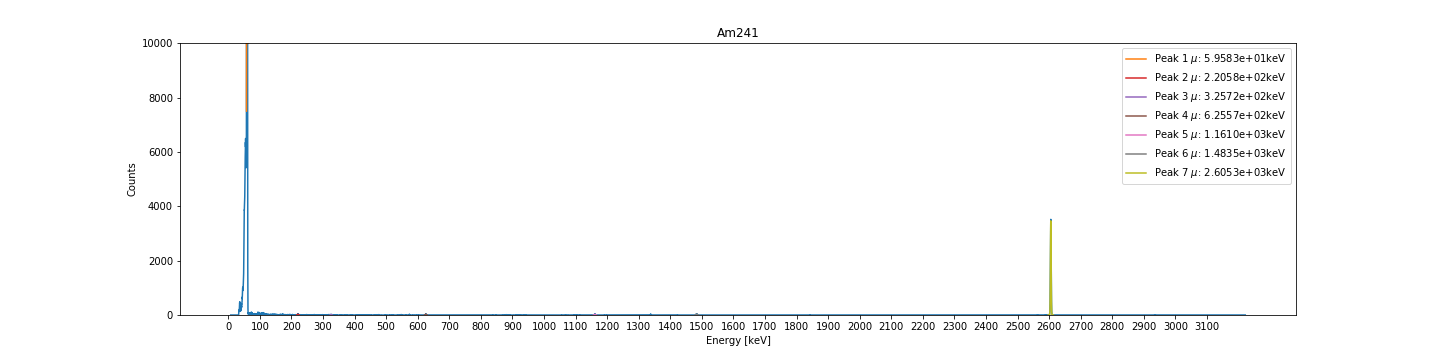 Am241
10000
8000
6000
4000
2000
0
Counts
0 100 200 300 400 500 600 700 800 900 1000 1100 1200 1300 1400 1500 1600 1700 1800 1900 2000 2100 2200 2300 2400 2500 2600 2700 2800 2900 3000 3100
Energy [keV]
Peak 1 μ: 5.9583e+01keV
Peak 2 μ: 2.2058e+02keV
Peak 3 μ: 3.2572e+02keV
Peak 4 μ: 6.2557e+02keV
Peak 5 μ: 1.1610e+03keV
Peak 6 μ: 1.4835e+03keV
Peak 7 μ: 2.6053e+03keV